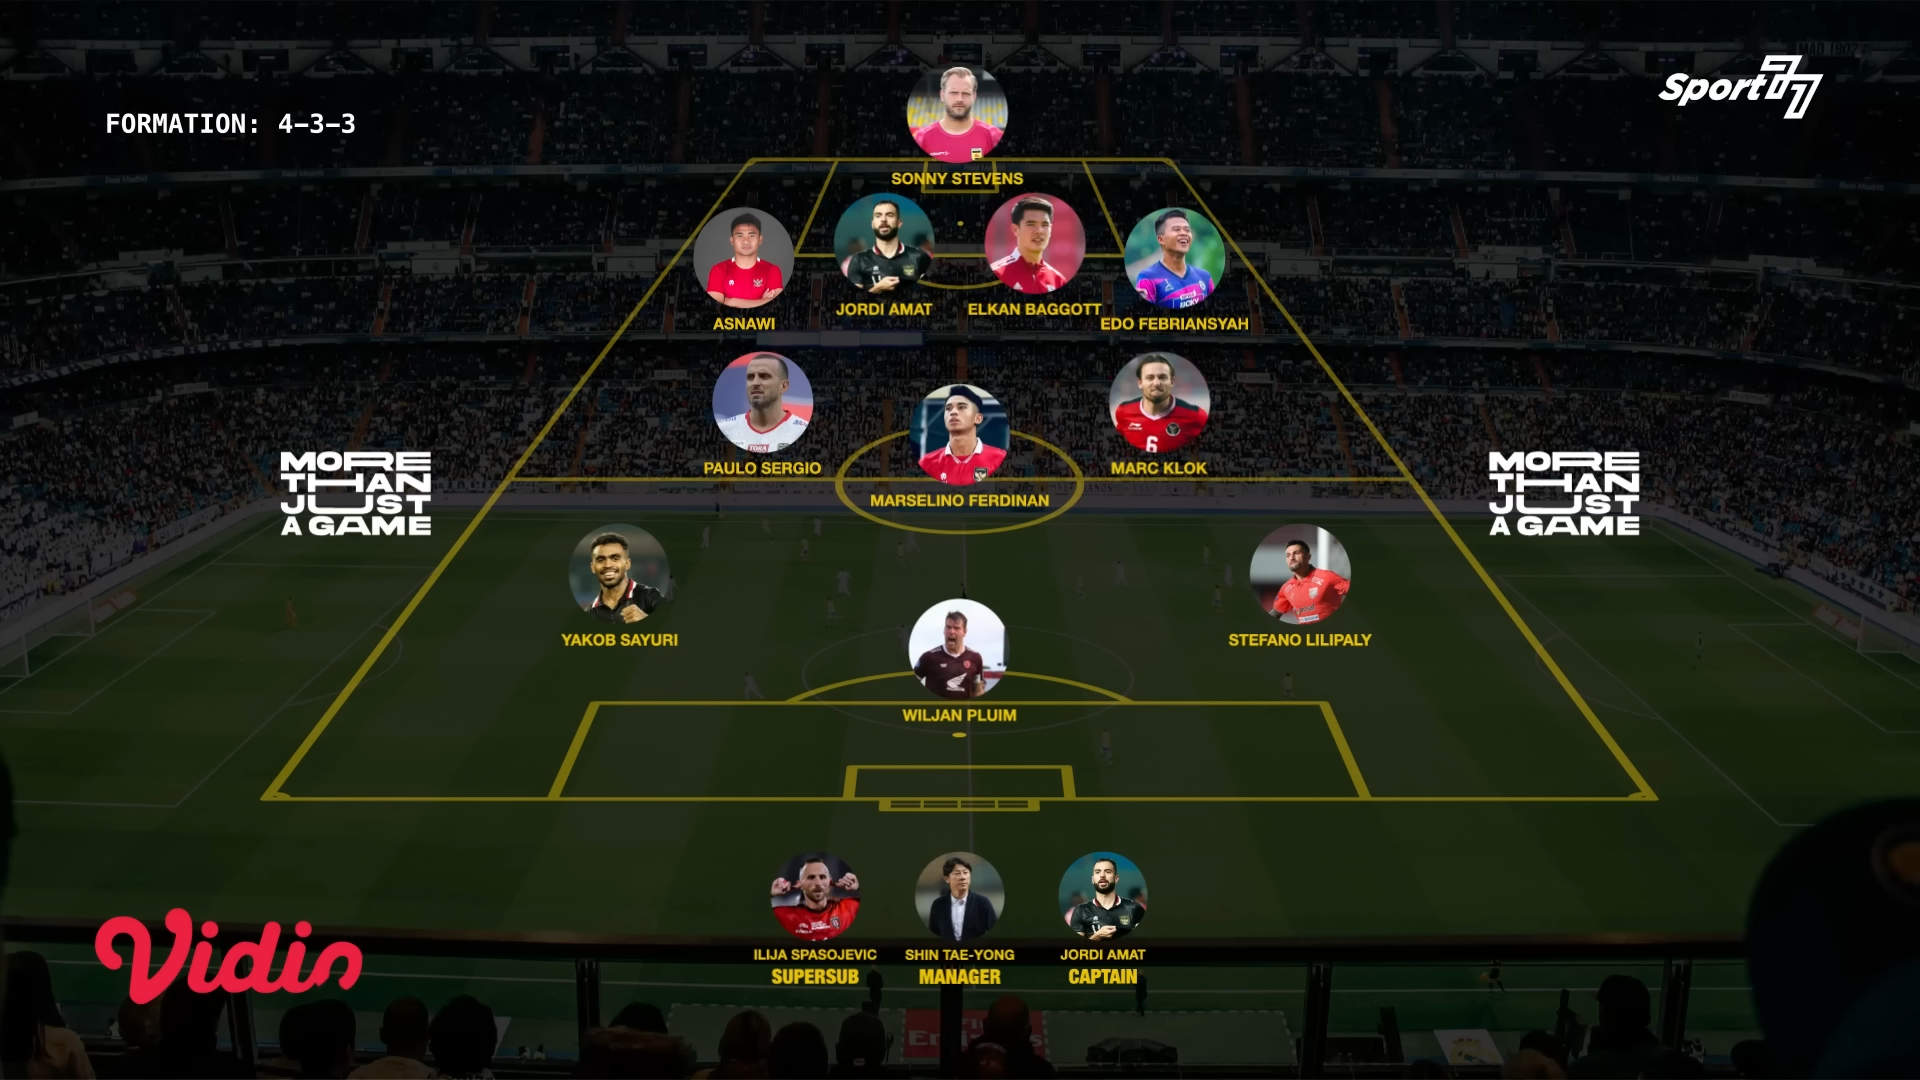 Sport77
FORMATION: 4-3-3
SONNY STEVENS
ASNAWI
JORDI AMAT
ELKAN BAGGOTT
EDO FEBRIANSYAH
PAULO SERGIO
MARSELINO FERDINAN
MARC KLOK
6
MORE
THAN
JUST
A GAME
MORE
THAN
JUST
A GAME
YAKOB SAYURI
STEFANO LILIPALY
WILJAN PLUIM
ILIJA SPASOJEVIC
SUPERSUB
SHIN TAE-YONG
MANAGER
JORDI AMAT
CAPTAIN
Vidio